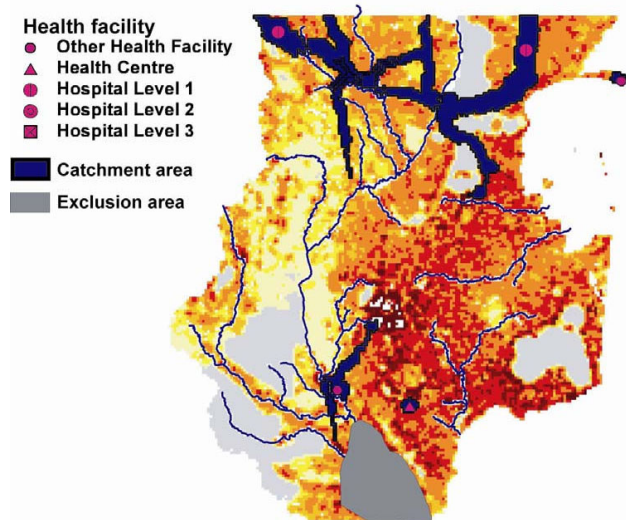 Health facility
Other Health Facility
Health Centre
Hospital Level 1
Hospital Level 2
Hospital Level 3
Catchment area
Exclusion area